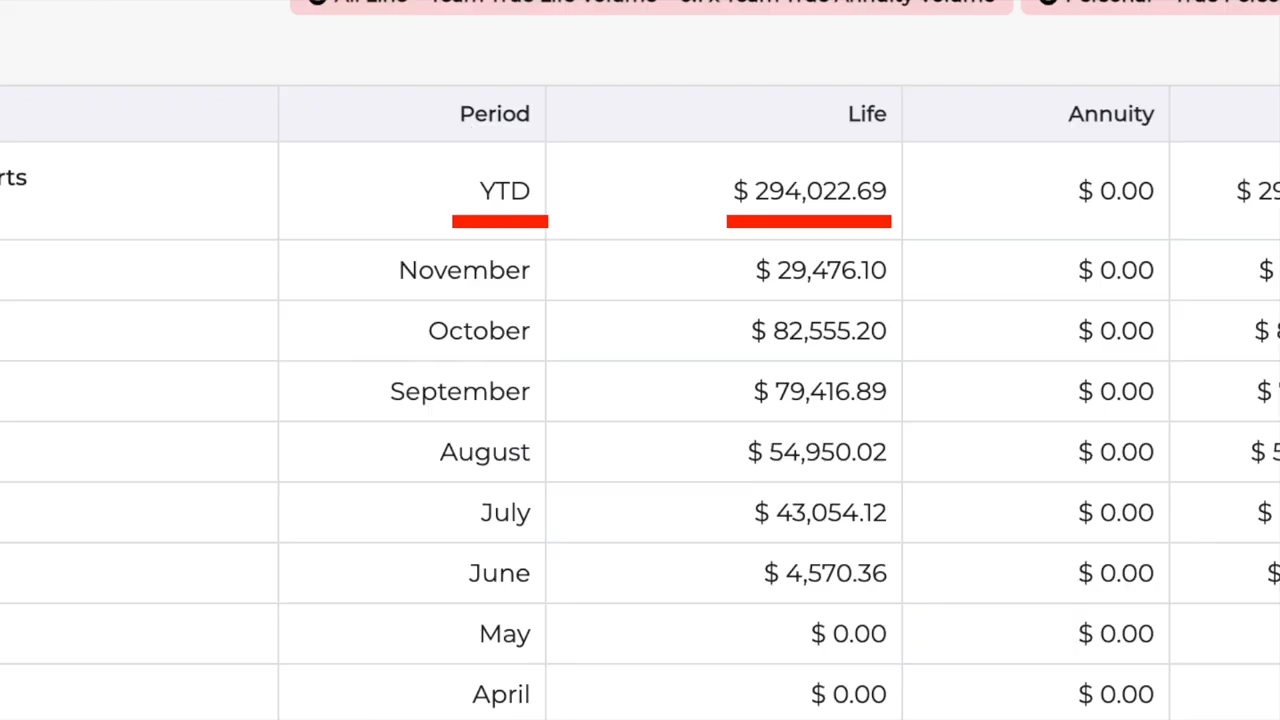 Period Life Annuity
rts YTD $ 294,022.69 $ 0.00 $ 29
November $ 29,476.10 $ 0.00 $
October $ 82,555.20 $ 0.00 $
September $ 79,416.89 $ 0.00 $
August $ 54,950.02 $ 0.00 $ 5
July $ 43,054.12 $ 0.00 $
June $ 4,570.36 $ 0.00 $
May $ 0.00 $ 0.00
April $ 0.00 $ 0.00